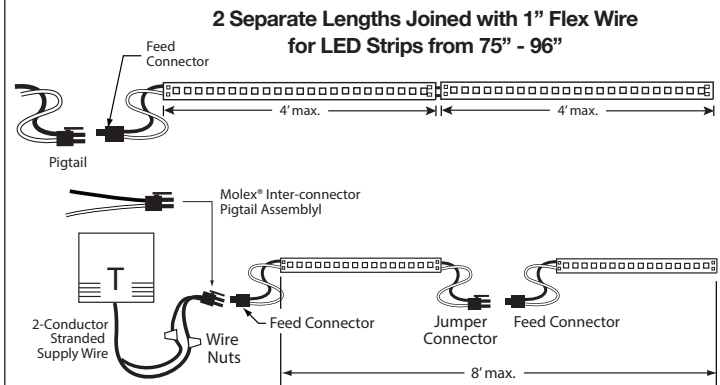 2 Separate Lengths Joined with 1” Flex Wire
for LED Strips from 75” - 96”
Feed
Connector
4’ max.
4’ max.
Pigtail
Molex® Inter-connector
Pigtail Assemblyl
T
2-Conductor
Stranded
Supply Wire
Wire
Nuts
Feed Connector
Jumper
Connector
Feed Connector
8’ max.